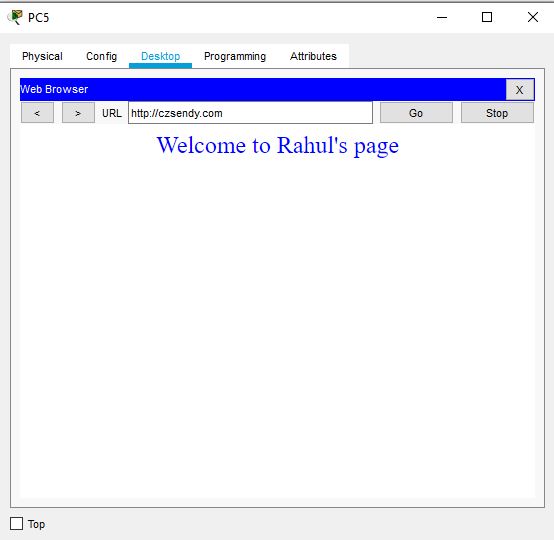 PC5
Physical Config Desktop Programming Attributes
Web Browser X
< > URL http://czsendy.com Go Stop
Welcome to Rahul's page
Top